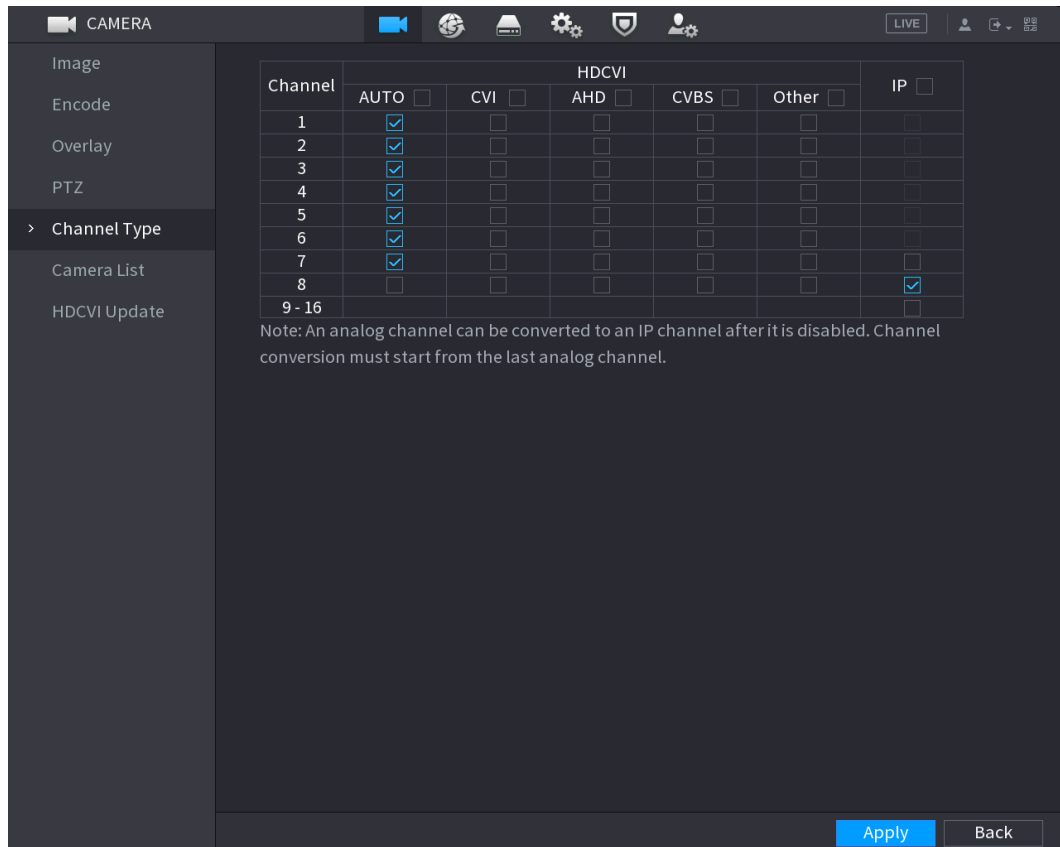 CAMERA
LIVE
Image
Encode
Overlay
PTZ
> Channel Type
Camera List
HDCVI Update
Channel HDCVI IP
AUTO CVI AHD CVBS Other
1
2
3
4
5
6
7
8
9 - 16
Note: An analog channel can be converted to an IP channel after it is disabled. Channel
conversion must start from the last analog channel.
Apply Back